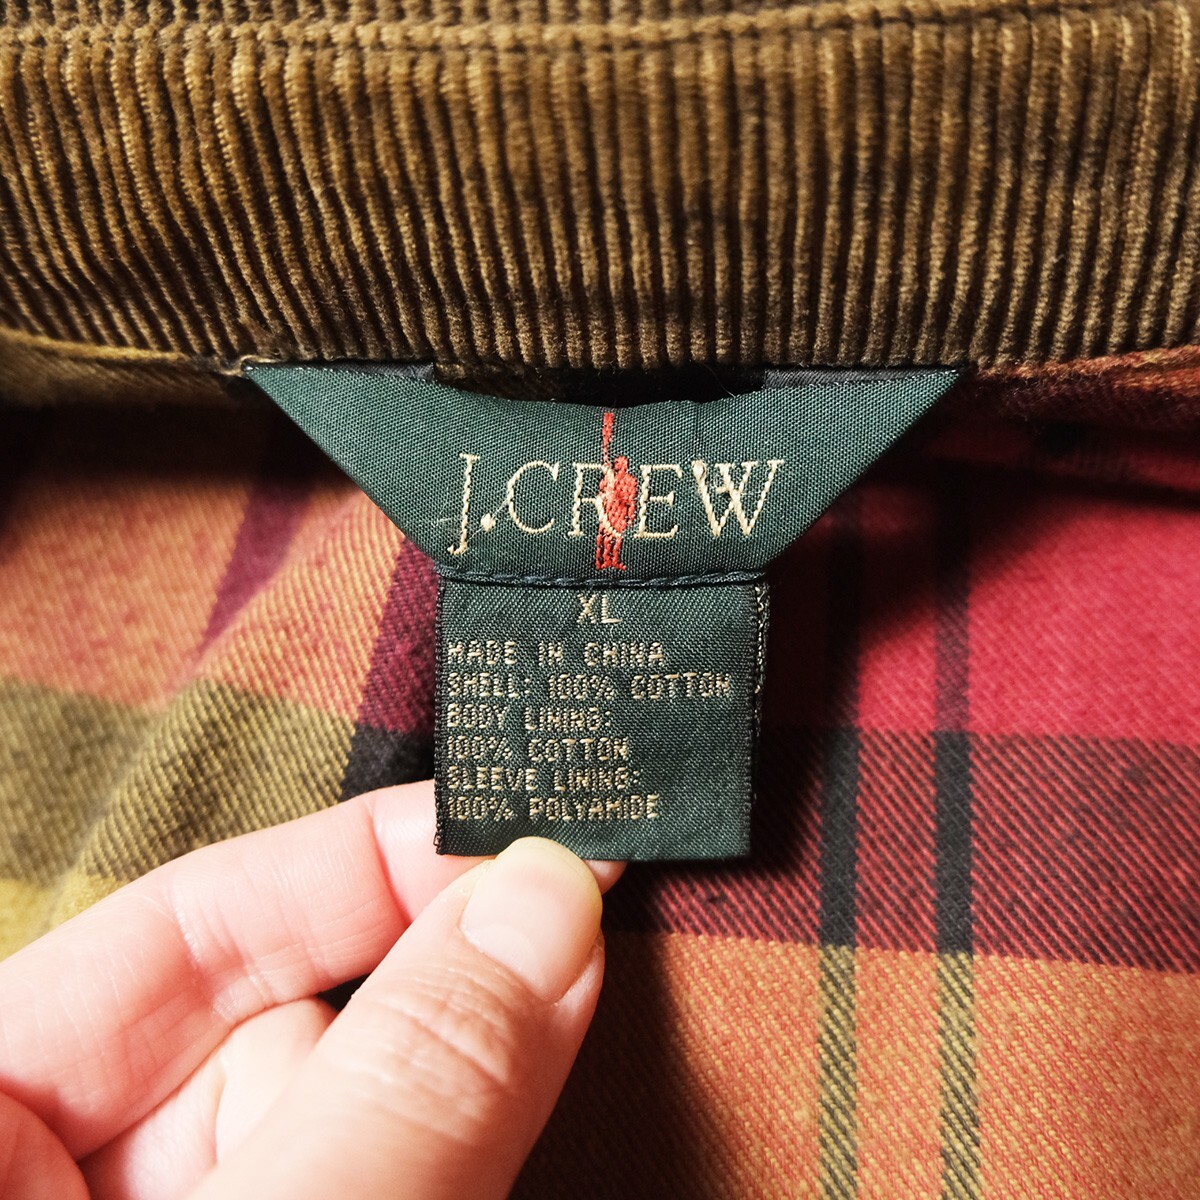 J.CREW
XL
MADE IN CHINA
SHELL: 100% COTTON
BODY LINING:
100% COTTON
SLEEVE LINING:
100% POLYAMIDE